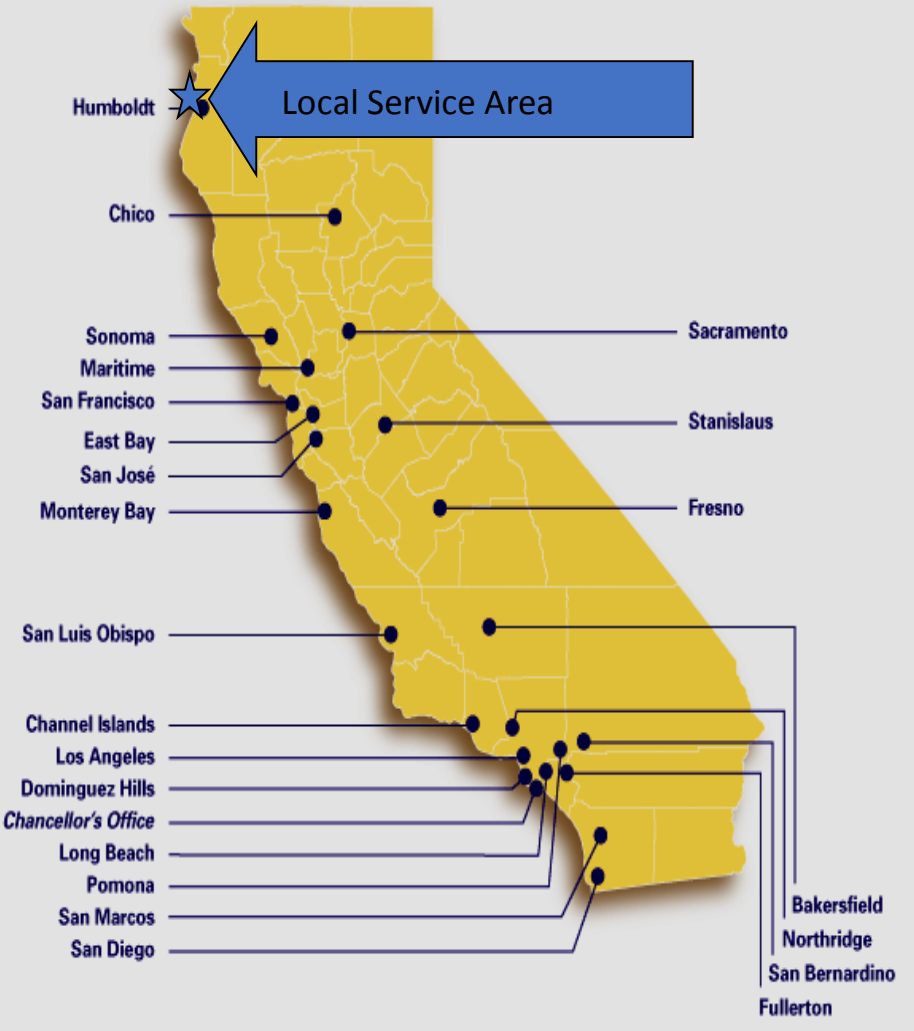 Local Service Area
Humboldt
Chico
Sonoma
Maritime
San Francisco
East Bay
San José
Monterey Bay
San Luis Obispo
Channel Islands
Los Angeles
Dominguez Hills
Chancellor's Office
Long Beach
Pomona
San Marcos
San Diego
Sacramento
Stanislaus
Fresno
Bakersfield
Northridge
San Bernardino
Fullerton